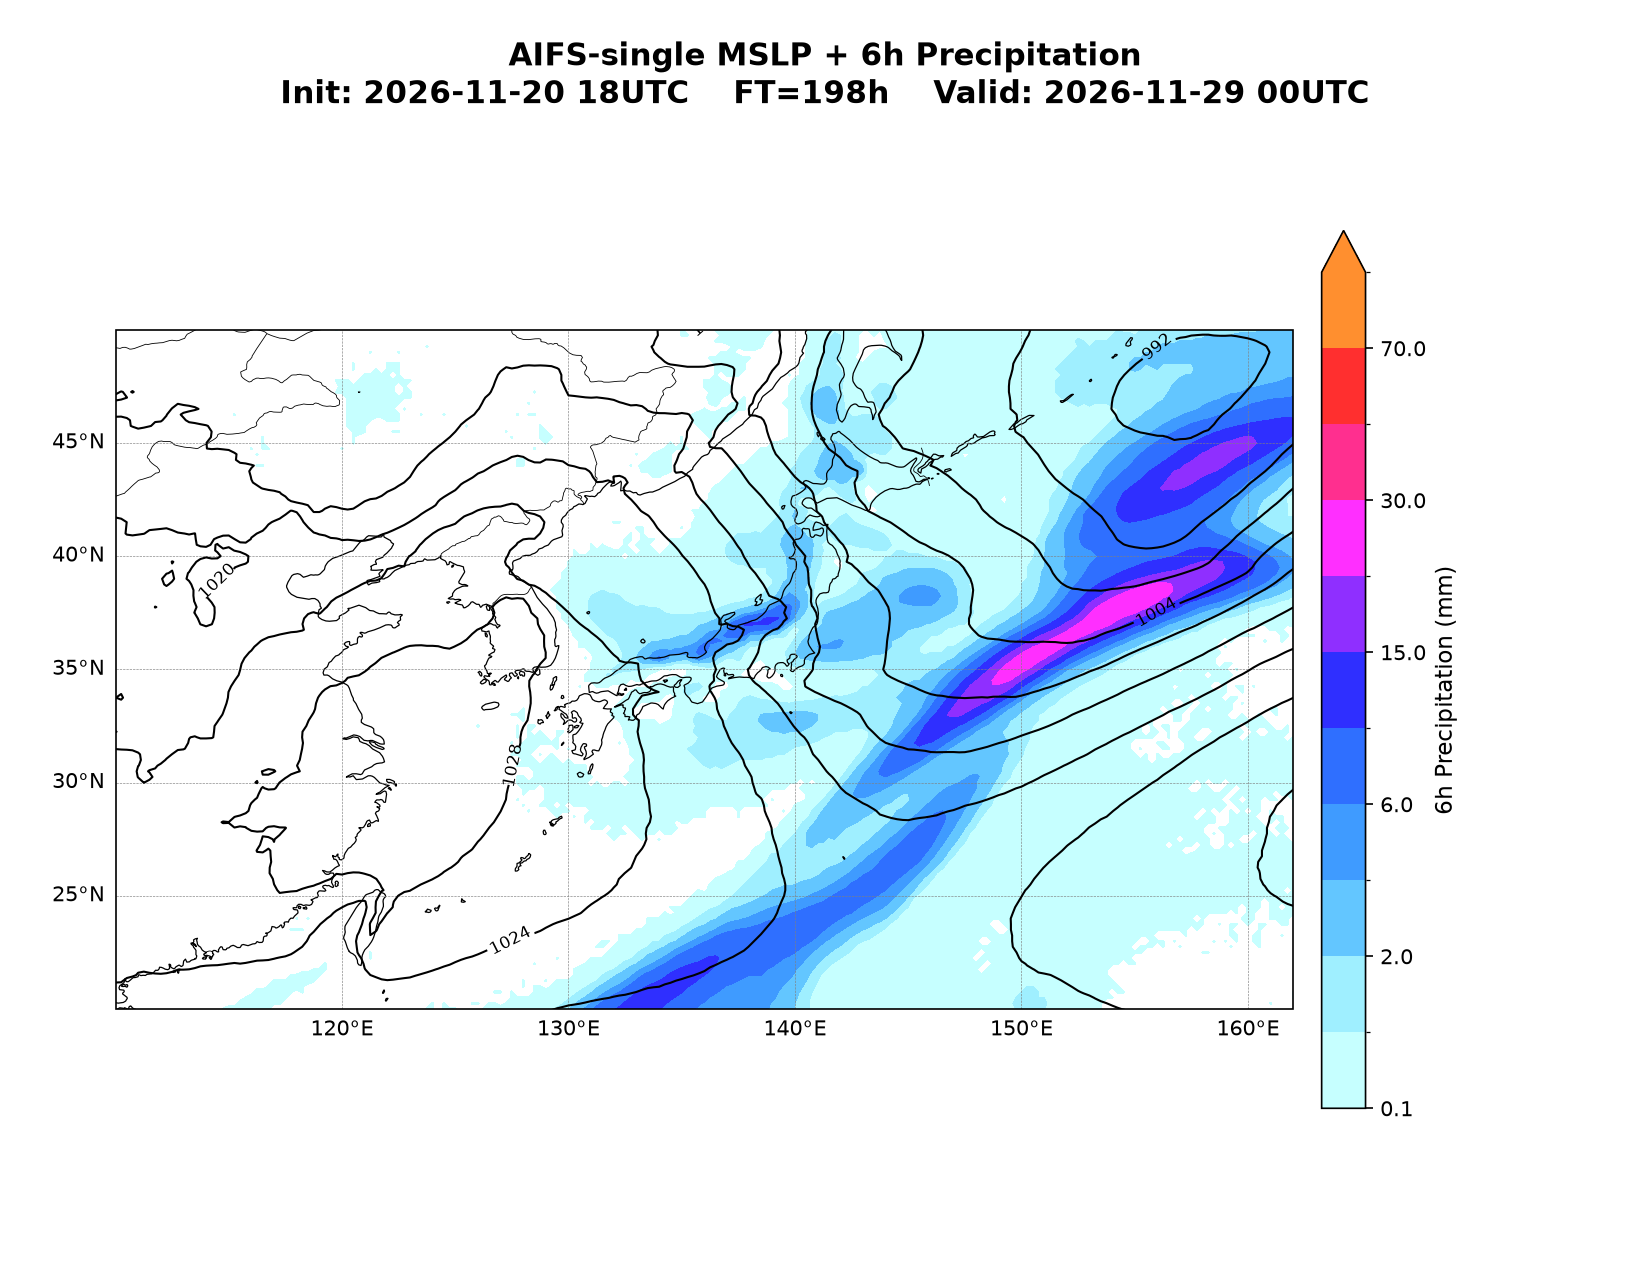 AIFS-single MSLP + 6h Precipitation
Init: 2026-11-20 18UTC    FT=198h    Valid: 2026-11-29 00UTC
992
1020
1004
1028
1024
45°N
40°N
35°N
30°N
25°N
120°E
130°E
140°E
150°E
160°E
70.0
30.0
15.0
6.0
2.0
0.1
6h Precipitation (mm)